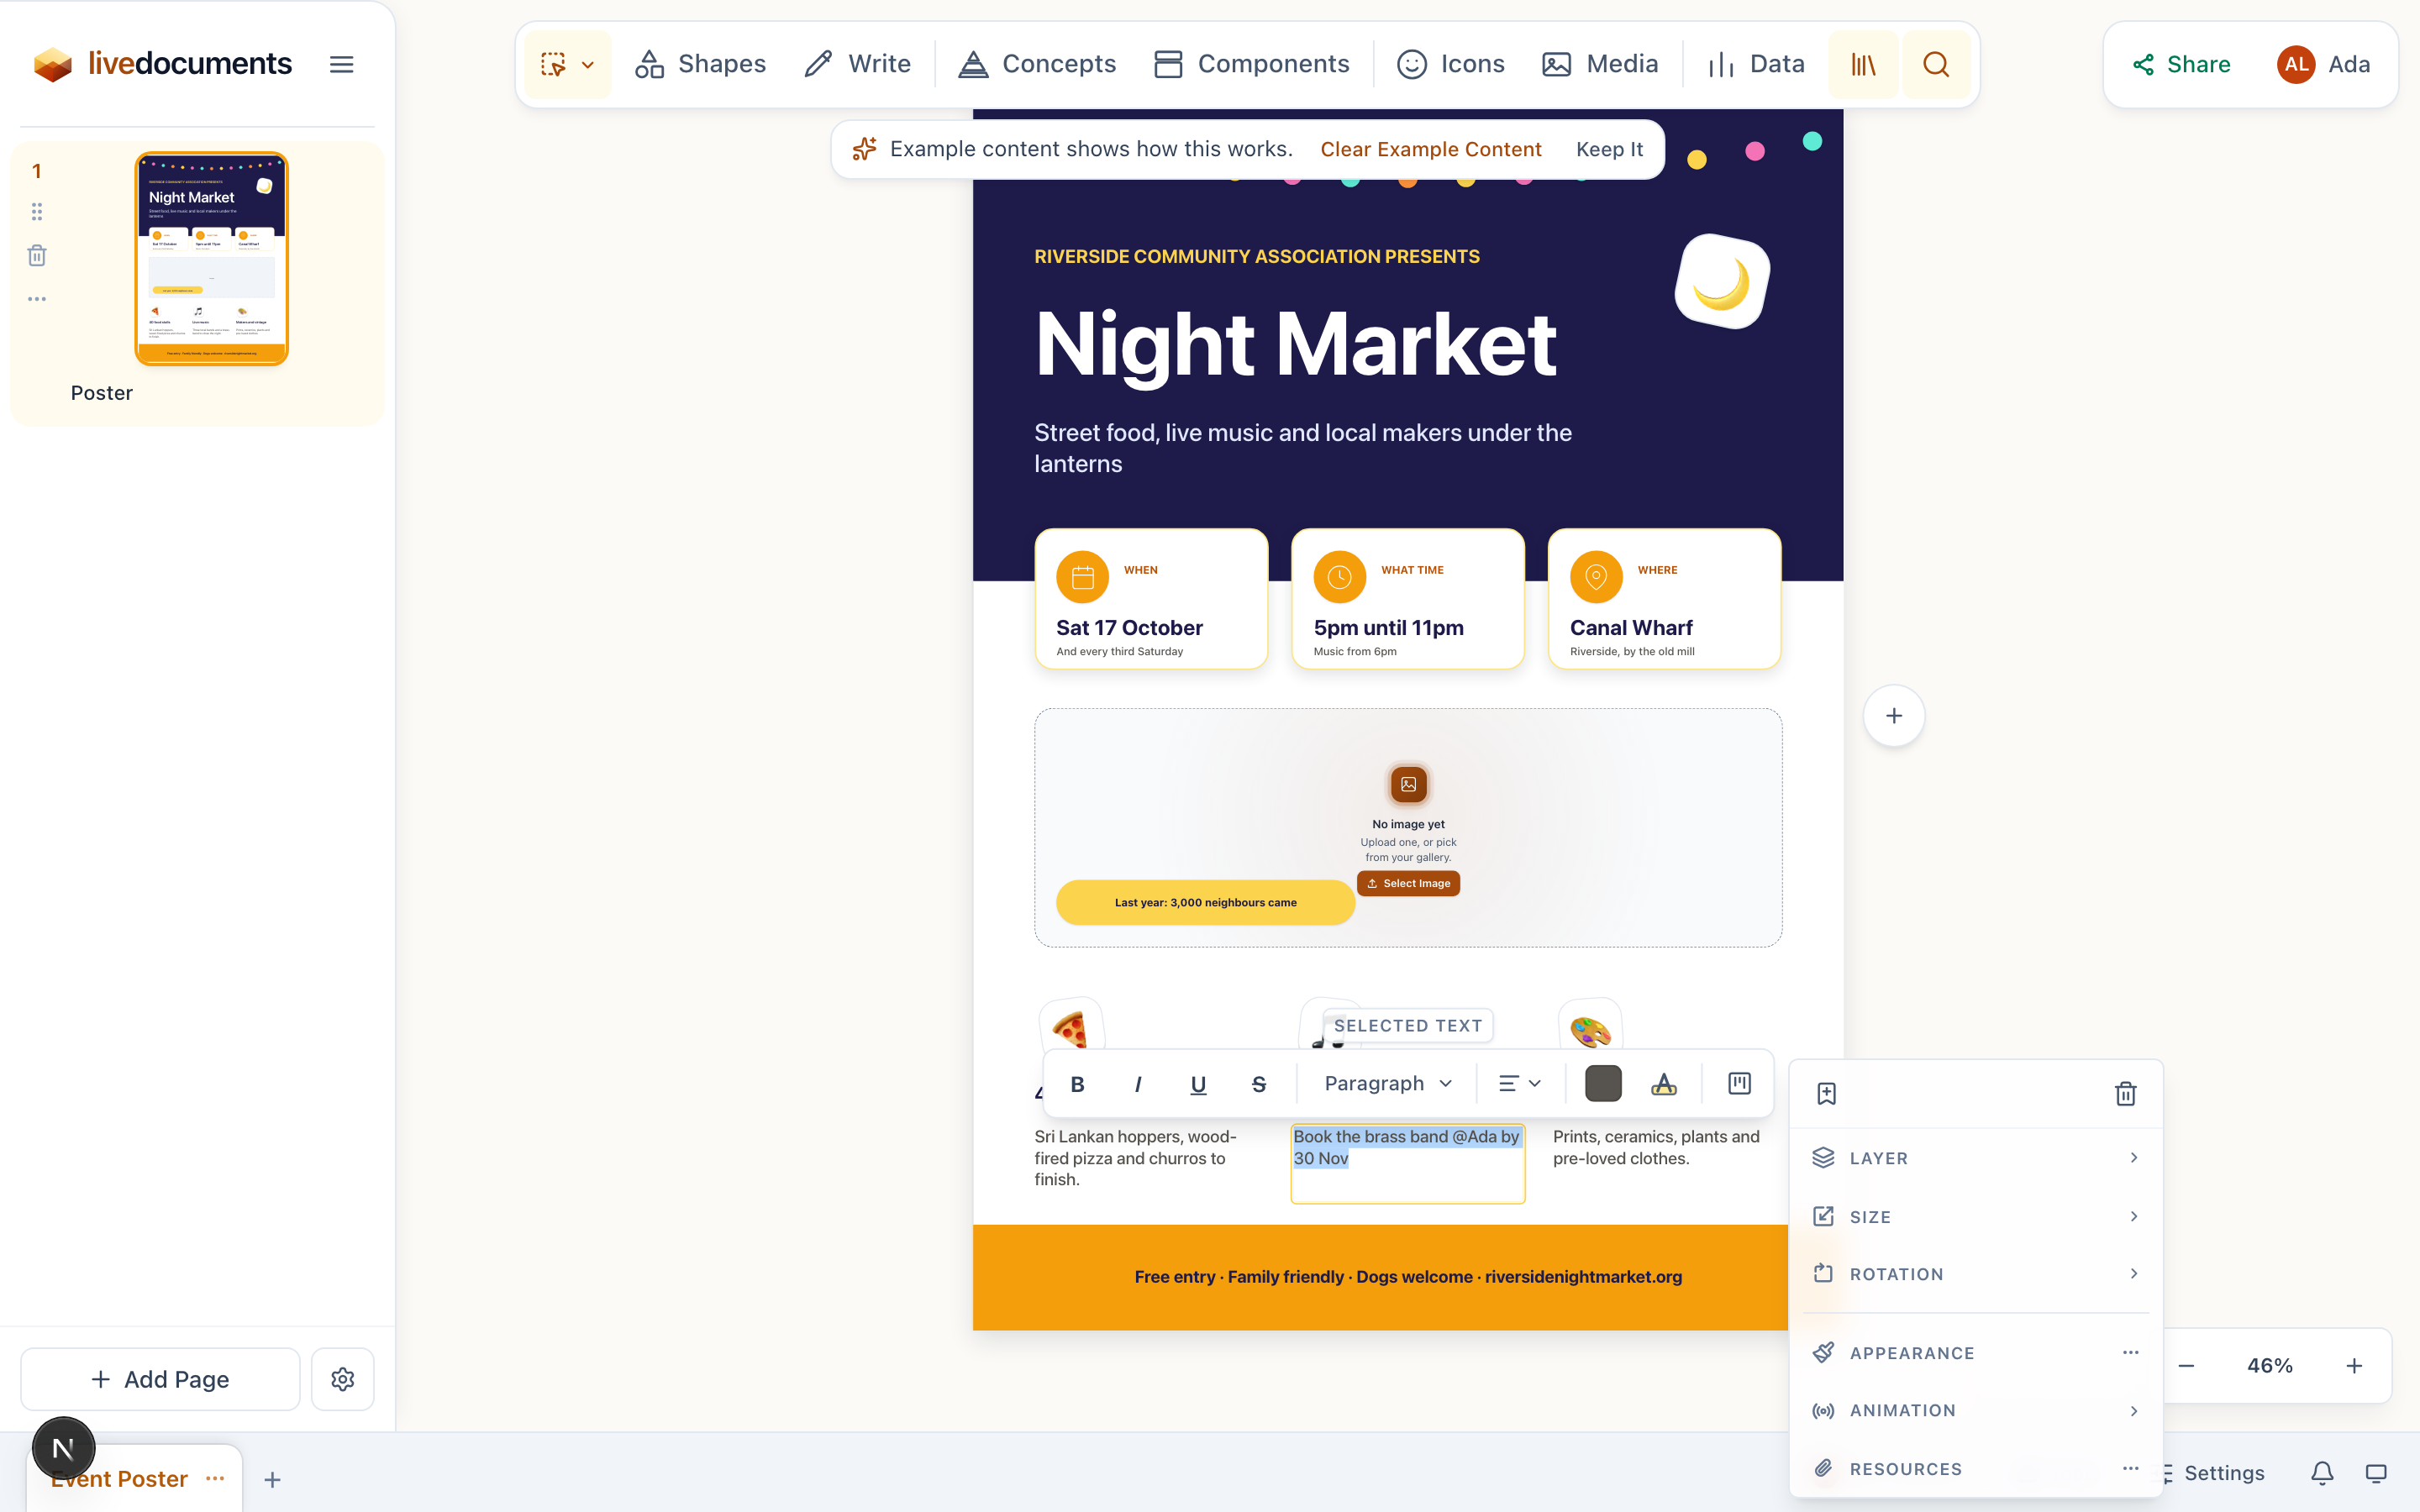 livedocuments
Shapes
Write
Concepts
Components
Icons
Media
Data
Share
AL
Ada
Example content shows how this works.
Clear Example Content
Keep It
1
Night Market
Poster
RIVERSIDE COMMUNITY ASSOCIATION PRESENTS
Night Market
Street food, live music and local makers under the
lanterns
WHEN
Sat 17 October
And every third Saturday
WHAT TIME
5pm until 11pm
Music from 6pm
WHERE
Canal Wharf
Riverside, by the old mill
No image yet
Upload one, or pick
from your gallery.
Select Image
Last year: 3,000 neighbours came
SELECTED TEXT
B I U S Paragraph
Sri Lankan hoppers, wood-
fired pizza and churros to
finish.
Book the brass band @Ada by
30 Nov
Prints, ceramics, plants and
pre-loved clothes.
Free entry · Family friendly · Dogs welcome · riversidenightmarket.org
LAYER
SIZE
ROTATION
APPEARANCE
ANIMATION
RESOURCES
46%
Add Page
N
Event Poster
Settings